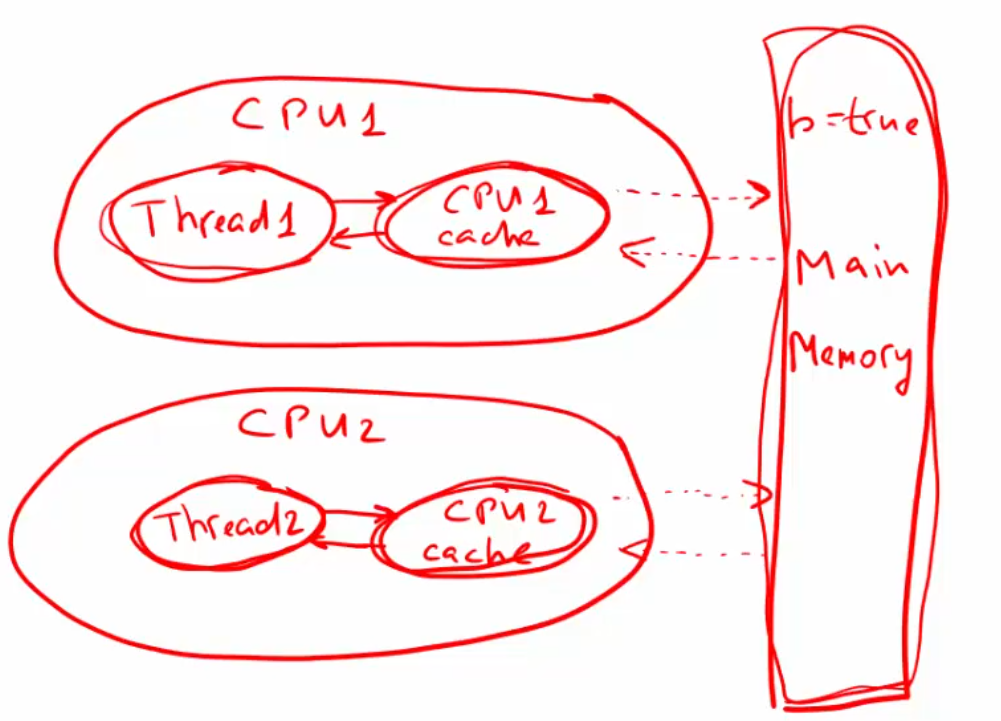 CPU1
Thread1
CPU1
cache
CPU2
Thread2
CPU2
cache
b=true
Main
Memory